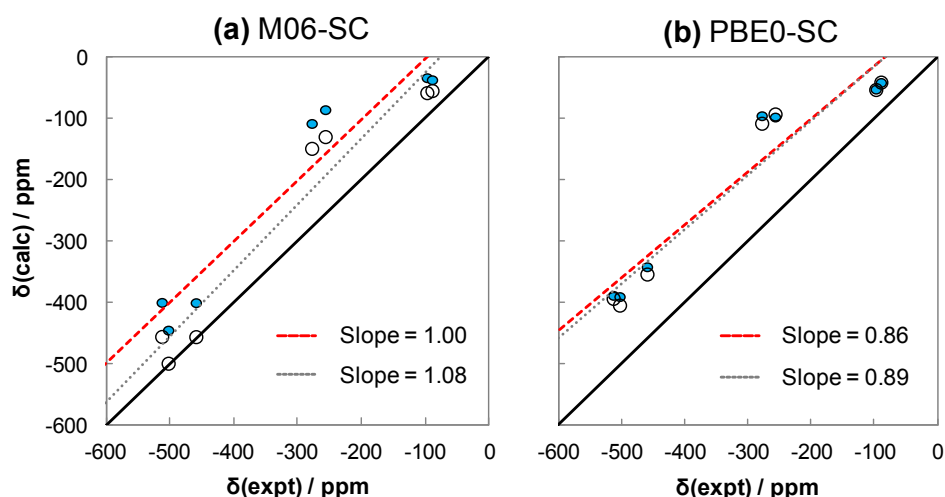 (a) M06-SC
(b) PBE0-SC
0
-100
-200
-300
-400
-500
-600
δ(calc) / ppm
Slope = 1.00
Slope = 1.08
-600 -500 -400 -300 -200 -100 0
δ(expt) / ppm
Slope = 0.86
Slope = 0.89
-600 -500 -400 -300 -200 -100 0
δ(expt) / ppm